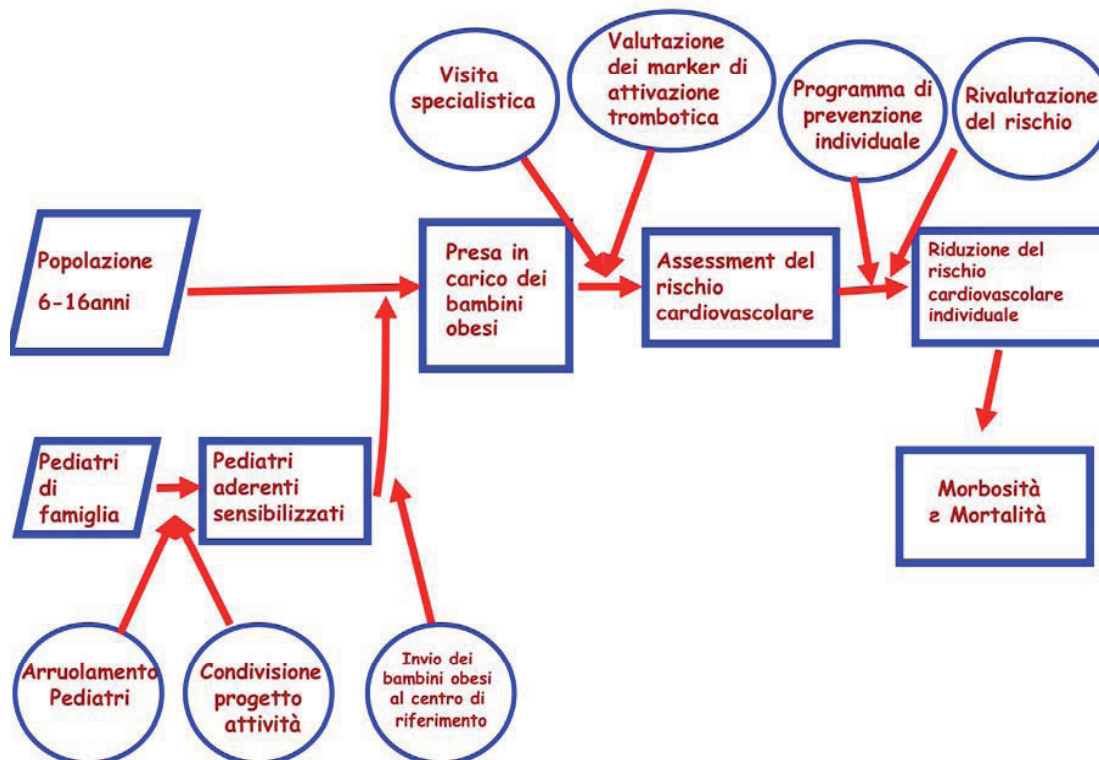 Visita
specialistica
Valutazione
dei marker di
attivazione
trombotica
Programma di
prevenzione
individuale
Rivalutazione
del rischio
Popolazione
6-16anni
Presa in
carico dei
bambini
obesi
Assessment del
rischio
cardiovascolare
Riduzione del
rischio
cardiovascolare
individuale
Pediatri
di
famiglia
Pediatri
aderenti
sensibilizzati
Morbosità
e Mortalità
Arruolamento
Pediatri
Condivisione
progetto
attività
Invio dei
bambini obesi
al centro di
riferimento